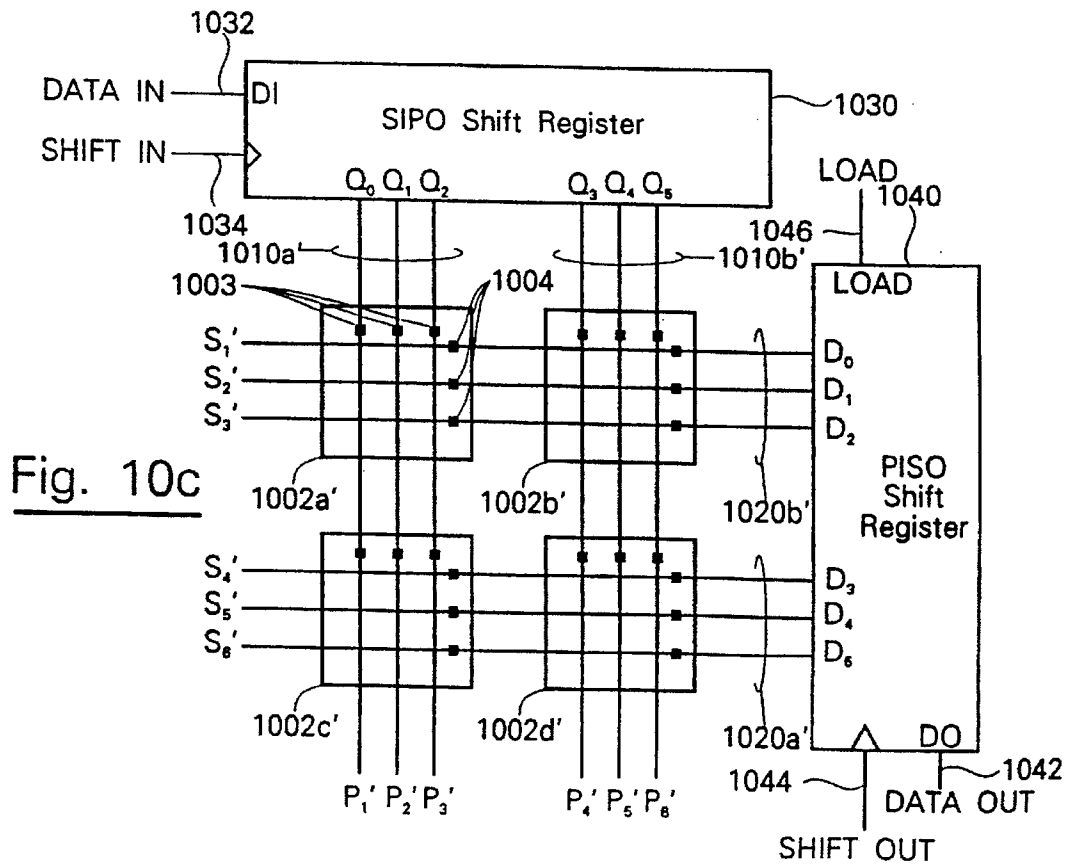 1032
DATA IN DI
SIPO Shift Register
1030
SHIFT IN
LOAD
Q₀ Q₁ Q₂ Q₃ Q₄ Q₅
1034
1040
1046
1010a' 1010b'
1003 1004
LOAD
S₁' D₀
S₂' D₁
S₃' D₂
Fig. 10c
PISO
Shift
Register
1002a' 1002b' 1020b'
S₄' D₃
S₅' D₄
S₆' D₅
1002c' 1002d' 1020a'
DO
1044 1042
P₁' P₂' P₃' P₄' P₅' P₆'
DATA OUT
SHIFT OUT